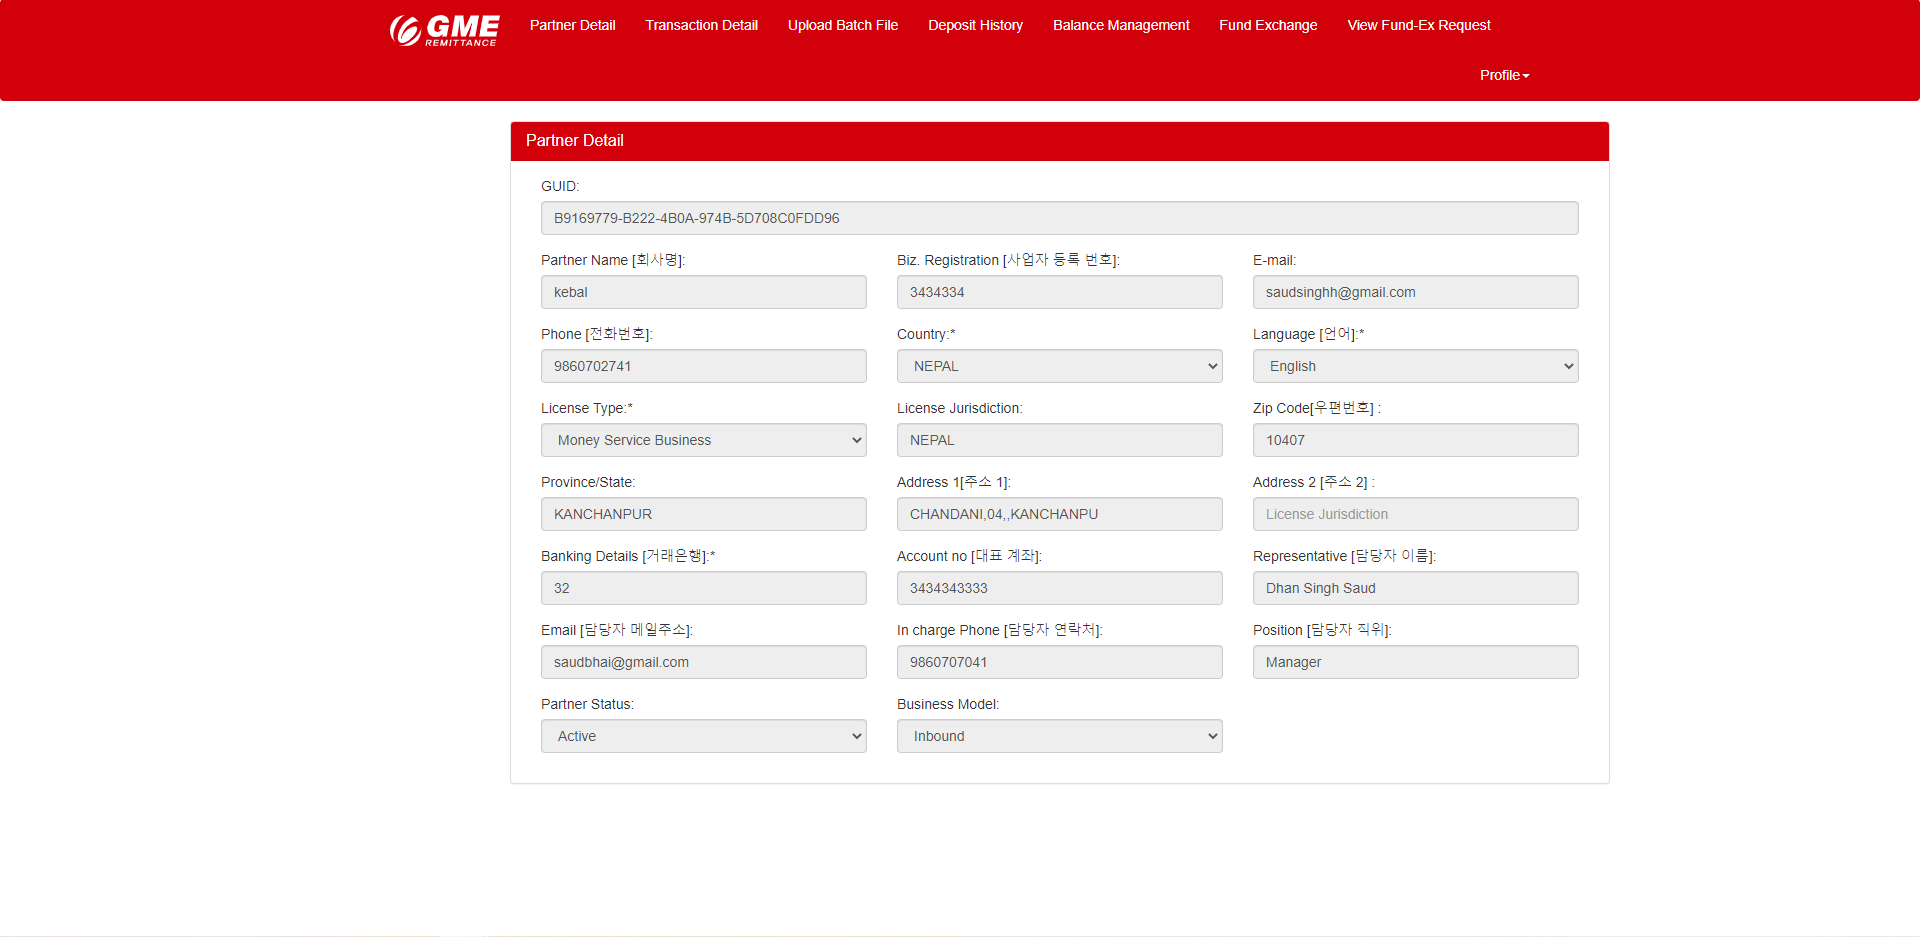 GME REMITTANCE
Partner Detail Transaction Detail Upload Batch File Deposit History Balance Management Fund Exchange View Fund-Ex Request
Profile
Partner Detail
GUID:
B9169779-B222-4B0A-974B-5D708C0FDD96
Partner Name [회사명]: Biz. Registration [사업자 등록 번호]: E-mail:
kebal 3434334 saudsinghh@gmail.com
Phone [전화번호]: Country:* Language [언어]:*
9860702741 NEPAL English
License Type:* License Jurisdiction: Zip Code[우편번호] :
Money Service Business NEPAL 10407
Province/State: Address 1[주소 1]: Address 2 [주소 2] :
KANCHANPUR CHANDANI,04,,KANCHANPU License Jurisdiction
Banking Details [거래은행]:* Account no [대표 계좌]: Representative [담당자 이름]:
32 3434343333 Dhan Singh Saud
Email [담당자 메일주소]: In charge Phone [담당자 연락처]: Position [담당자 직위]:
saudbhai@gmail.com 9860707041 Manager
Partner Status: Business Model:
Active Inbound